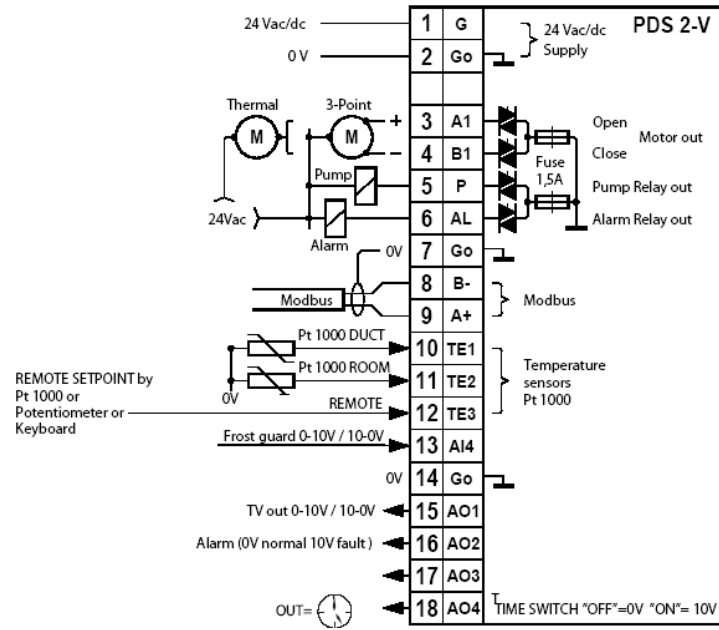 PDS 2-V
24 Vac/dc 1 G 24 Vac/dc
0 V 2 Go Supply
Thermal 3-Point
M M + 3 A1 Open
Motor out
– 4 B1 Close
Fuse
1,5A
Pump 5 P Pump Relay out
24Vac 6 AL Alarm Relay out
Alarm
0V 7 Go
8 B-
Modbus Modbus
9 A+
Pt 1000 DUCT 10 TE1
Temperature
sensors
Pt 1000
Pt 1000 ROOM 11 TE2
0V
REMOTE SETPOINT by
Pt 1000 or
Potentiometer or
Keyboard
REMOTE 12 TE3
Frost guard 0-10V / 10-0V 13 AI4
0V 14 Go
TV out 0-10V / 10-0V 15 AO1
Alarm (0V normal 10V fault ) 16 AO2
17 AO3
OUT= 18 AO4 T TIME SWITCH "OFF"=0V "ON"= 10V